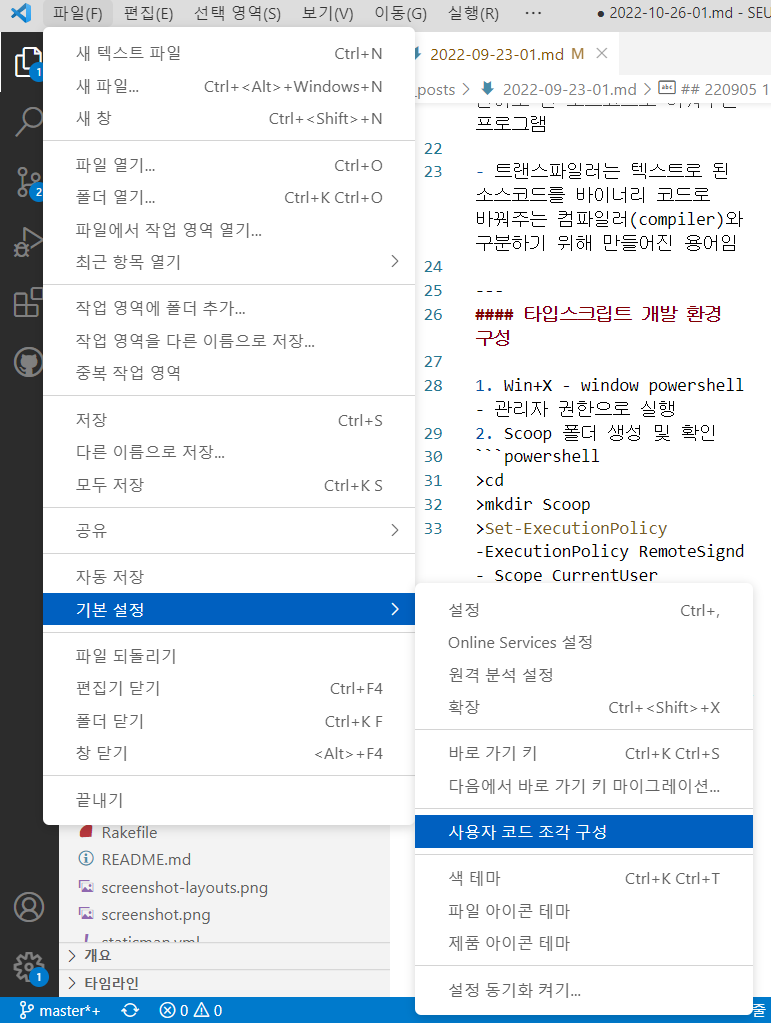 파일(F) 편집(E) 선택 영역(S) 보기(V) 이동(G) 실행(R) ··· ● 2022-10-26-01.md - SEU
새 텍스트 파일 Ctrl+N
새 파일... Ctrl+<Alt>+Windows+N
새 창 Ctrl+<Shift>+N
파일 열기... Ctrl+O
폴더 열기... Ctrl+K Ctrl+O
파일에서 작업 영역 열기...
최근 항목 열기
작업 영역에 폴더 추가...
작업 영역을 다른 이름으로 저장...
중복 작업 영역
저장 Ctrl+S
다른 이름으로 저장...
모두 저장 Ctrl+K S
공유
자동 저장
기본 설정
파일 되돌리기
편집기 닫기 Ctrl+F4
폴더 닫기 Ctrl+K F
창 닫기 <Alt>+F4
끝내기
2022-09-23-01.md M
_posts > 2022-09-23-01.md > abc ## 220905 1
프로그램
22
23 - 트랜스파일러는 텍스트로 된
소스코드를 바이너리 코드로
바꿔주는 컴파일러(compiler)와
구분하기 위해 만들어진 용어임
24
25 ---
26 #### 타입스크립트 개발 환경
구성
27
28 1. Win+X - window powershell
- 관리자 권한으로 실행
29 2. Scoop 폴더 생성 및 확인
30 ```powershell
31 >cd
32 >mkdir Scoop
33 >Set-ExecutionPolicy
-ExecutionPolicy RemoteSignd
- Scope CurrentUser
설정 Ctrl+,
Online Services 설정
원격 분석 설정
확장 Ctrl+<Shift>+X
바로 가기 키 Ctrl+K Ctrl+S
다음에서 바로 가기 키 마이그레이션...
사용자 코드 조각 구성
색 테마 Ctrl+K Ctrl+T
파일 아이콘 테마
제품 아이콘 테마
설정 동기화 켜기...
1
2
Rakefile
README.md
screenshot-layouts.png
screenshot.png
staticman.yml
개요
타임라인
1
master*+ 0 0 줄